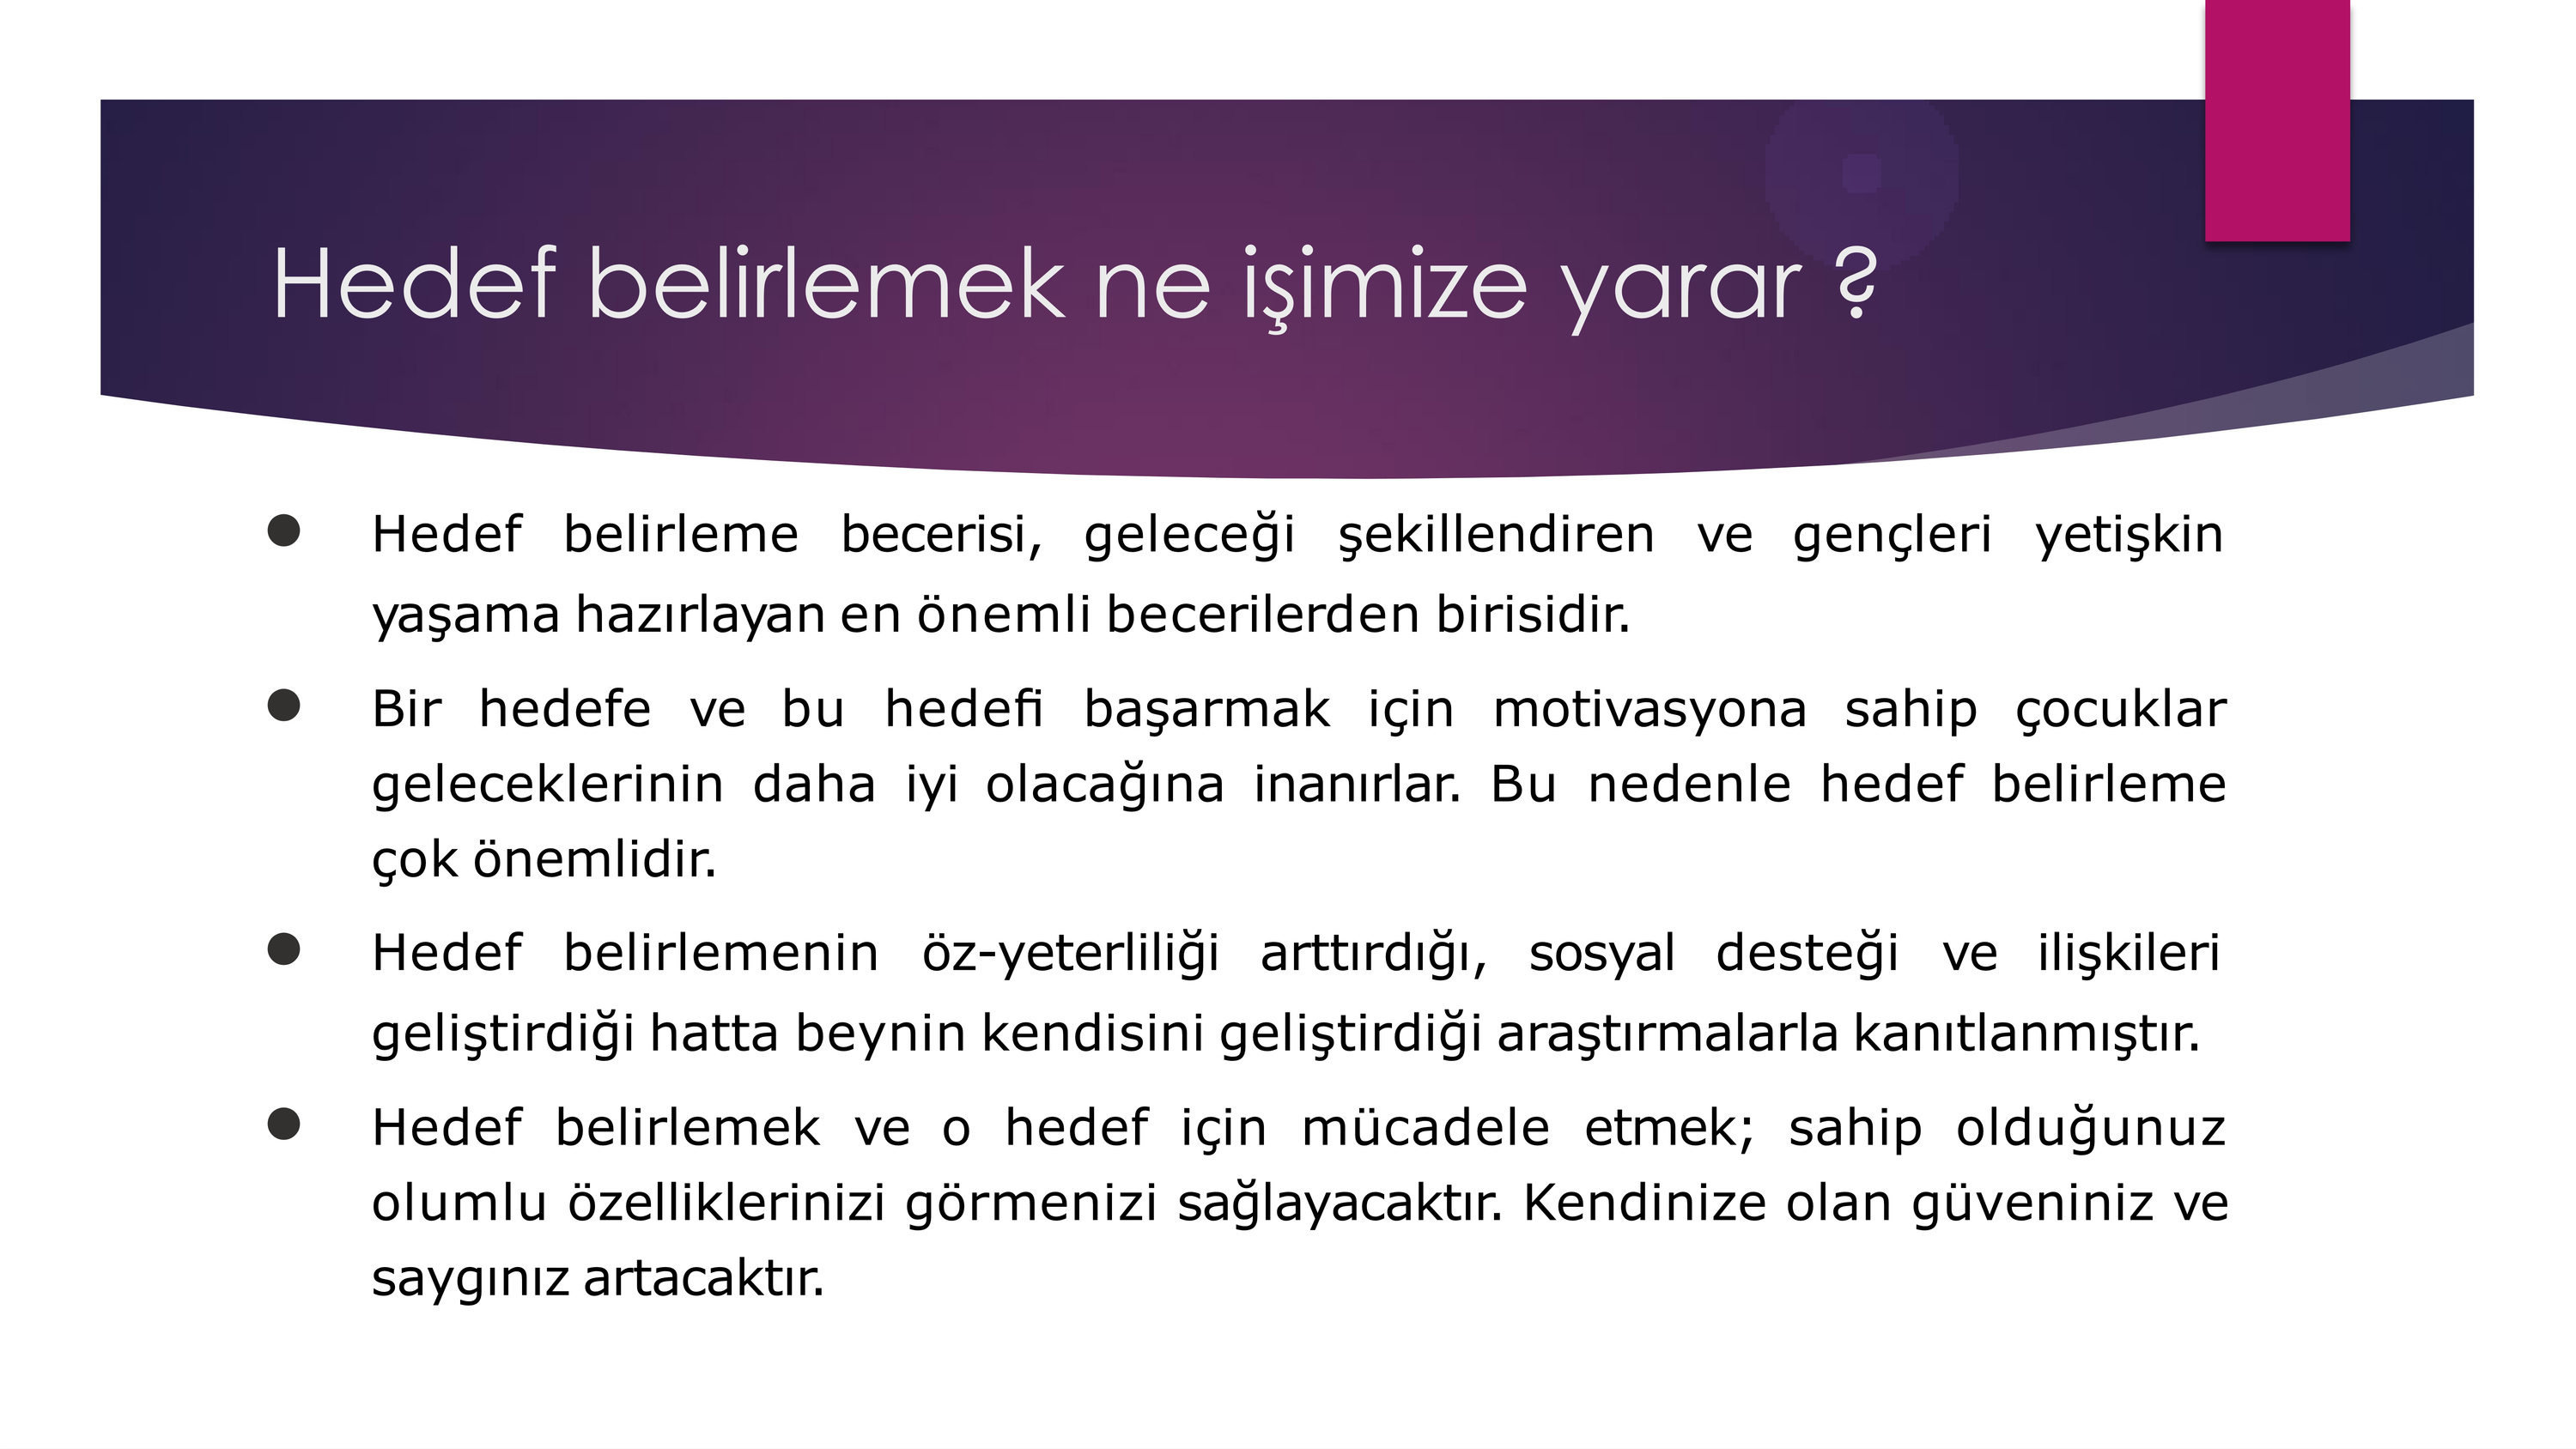 Hedef belirlemek ne işimize yarar ?
● Hedef belirleme becerisi, geleceği şekillendiren ve gençleri yetişkin
yaşama hazırlayan en önemli becerilerden birisidir.
● Bir hedefe ve bu hedefi başarmak için motivasyona sahip çocuklar
geleceklerinin daha iyi olacağına inanırlar. Bu nedenle hedef belirleme
çok önemlidir.
● Hedef belirlemenin öz-yeterliliği arttırdığı, sosyal desteği ve ilişkileri
geliştirdiği hatta beynin kendisini geliştirdiği araştırmalarla kanıtlanmıştır.
● Hedef belirlemek ve o hedef için mücadele etmek; sahip olduğunuz
olumlu özelliklerinizi görmenizi sağlayacaktır. Kendinize olan güveniniz ve
saygınız artacaktır.